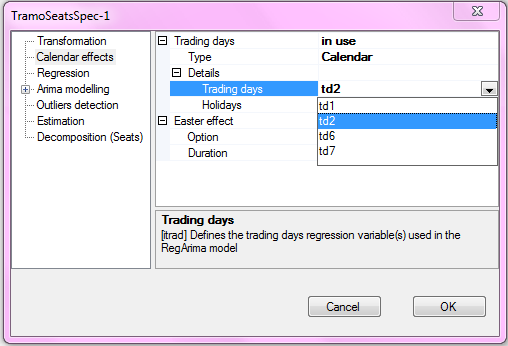 TramoSeatsSpec-1
Transformation
Calendar effects
Regression
Arima modelling
Outliers detection
Estimation
Decomposition (Seats)
Trading days in use
Type Calendar
Details
Trading days td2
Holidays
Easter effect
Option
Duration
td1
td2
td6
td7
Trading days
[itrad] Defines the trading days regression variable(s) used in the
RegArima model
Cancel OK